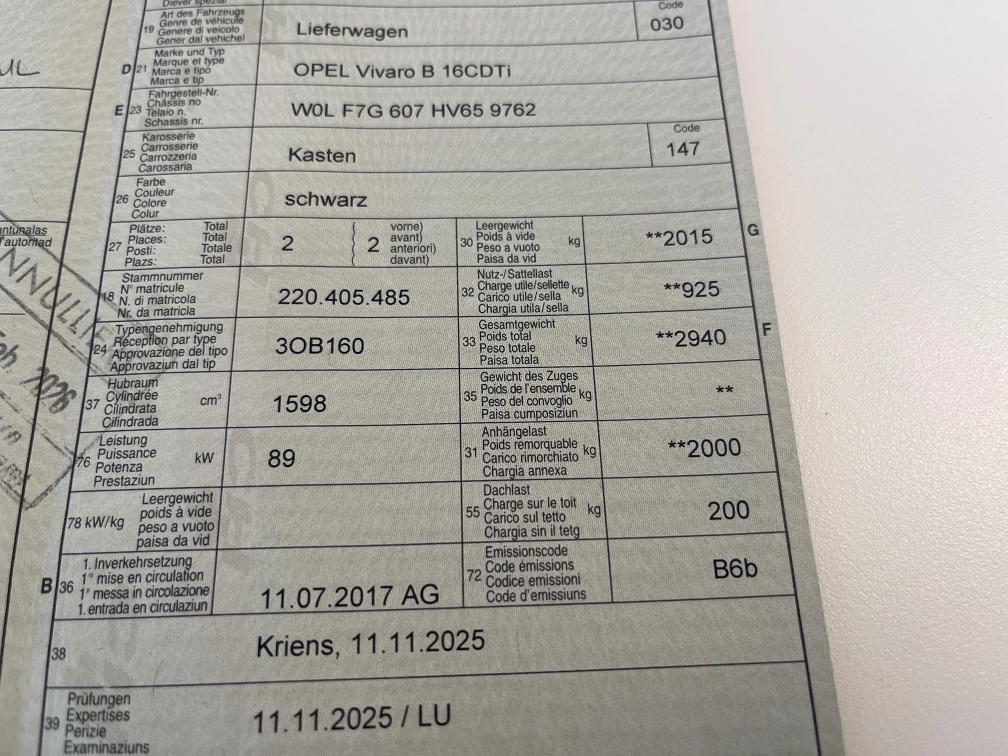 Diever spezial
Art des Fahrzeugs
Genre de véhicule
19 Genere di veicolo
Gener dal vehichel
Lieferwagen
Code
030
Marke und Typ
D 21 Marque et type
Marca e tipo
Marca e tip
OPEL Vivaro B 16CDTi
Fahrgestell-Nr.
E 23 Châssis no
Telaio n.
Schassis nr.
W0L F7G 607 HV65 9762
Karosserie
25 Carrosserie
Carrozzeria
Carossaria
Kasten
Code
147
Farbe
26 Couleur
Colore
Colur
schwarz
27 Plätze: Total
Places: Total
Posti: Totale
Plazs: Total
2
2
vorne)
avant)
anteriori)
davant)
30 Leergewicht
Poids à vide
Peso a vuoto
Paisa da vid
kg
**2015
G
18 Stammnummer
N° matricule
N. di matricola
Nr. da matricla
220.405.485
32 Nutz-/Sattellast
Charge utile/sellette
Carico utile/sella
Chargia utila/sella
kg
**925
24 Typengenehmigung
Réception par type
Approvazione del tipo
Approvaziun dal tip
3OB160
33 Gesamtgewicht
Poids total
Peso totale
Paisa totala
kg
**2940
F
37 Hubraum
Cylindrée
Cilindrata
Cilindrada
cm³
1598
35 Gewicht des Zuges
Poids de l'ensemble
Peso del convoglio
Paisa cumposiziun
kg
**
76 Leistung
Puissance
Potenza
Prestaziun
kW
89
31 Anhängelast
Poids remorquable
Carico rimorchiato
Chargia annexa
kg
**2000
78 kW/kg
Leergewicht
poids à vide
peso a vuoto
paisa da vid
55 Dachlast
Charge sur le toit
Carico sul tetto
Chargia sin il tetg
kg
200
B 36 1. Inverkehrsetzung
1re mise en circulation
1a messa in circolazione
1. entrada en circulaziun
11.07.2017 AG
72 Emissionscode
Code émissions
Codice emissioni
Code d'emissiuns
B6b
38
Kriens, 11.11.2025
39 Prüfungen
Expertises
Perizie
Examinaziuns
11.11.2025 / LU